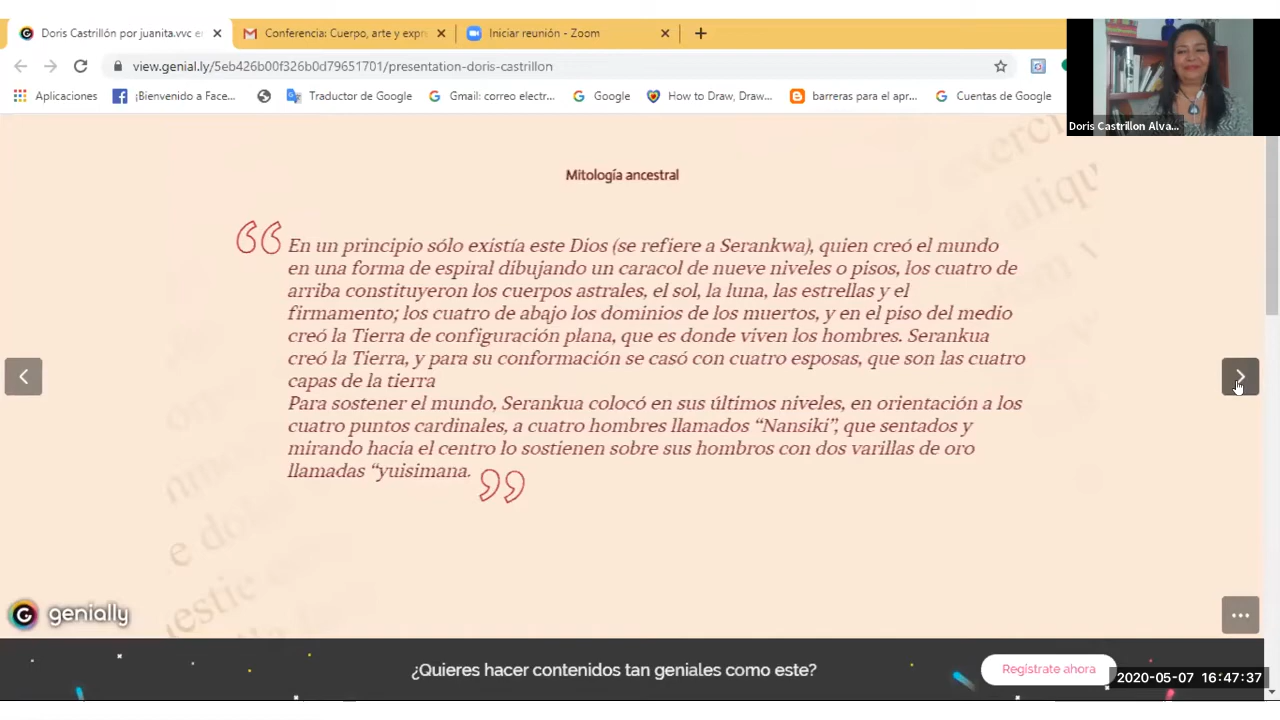 Doris Castrillón por juanita.vvc e
Conferencia: Cuerpo, arte y expr
Iniciar reunión - Zoom
view.genial.ly/5eb426b00f326b0d79651701/presentation-doris-castrillon
Aplicaciones
¡Bienvenido a Face...
Traductor de Google
Gmail: correo electr...
Google
How to Draw, Draw...
barreras para el apr...
Cuentas de Google
Doris Castrillon Alva...
Mitología ancestral
En un principio sólo existía este Dios (se refiere a Serankwa), quien creó el mundo
en una forma de espiral dibujando un caracol de nueve niveles o pisos, los cuatro de
arriba constituyeron los cuerpos astrales, el sol, la luna, las estrellas y el
firmamento; los cuatro de abajo los dominios de los muertos, y en el piso del medio
creó la Tierra de configuración plana, que es donde viven los hombres. Serankua
creó la Tierra, y para su conformación se casó con cuatro esposas, que son las cuatro
capas de la tierra
Para sostener el mundo, Serankua colocó en sus últimos niveles, en orientación a los
cuatro puntos cardinales, a cuatro hombres llamados “Nansiki”, que sentados y
mirando hacia el centro lo sostienen sobre sus hombros con dos varillas de oro
llamadas “yuisimana.
genially
¿Quieres hacer contenidos tan geniales como este?
Regístrate ahora
2020-05-07 16:47:37